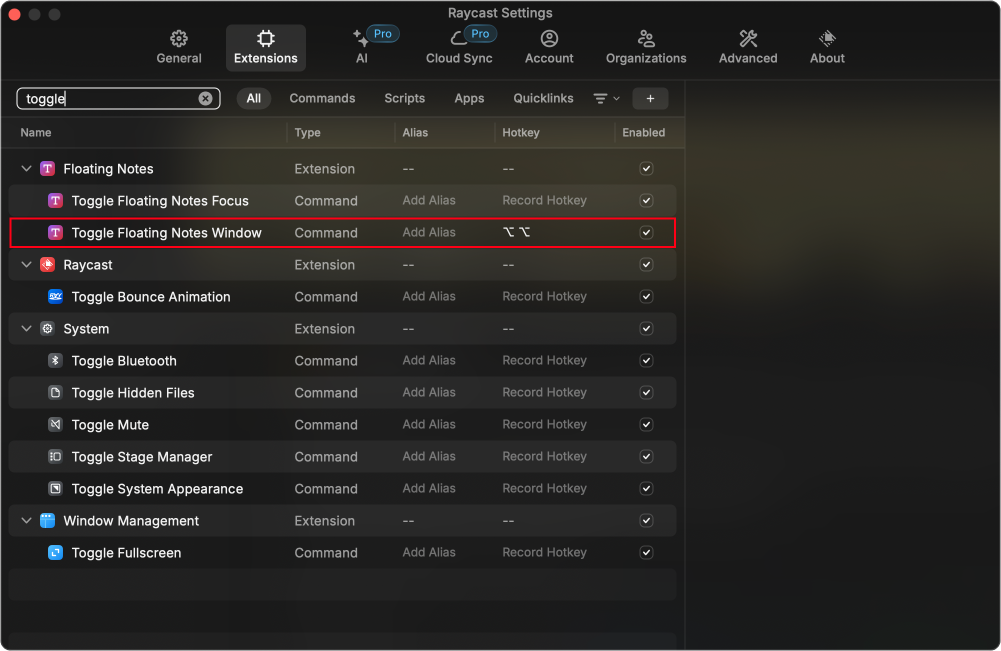 Raycast Settings
General Extensions AI Pro Cloud Sync Pro Account Organizations Advanced About
toggle All Commands Scripts Apps Quicklinks +
Name Type Alias Hotkey Enabled
Floating Notes Extension -- --
Toggle Floating Notes Focus Command Add Alias Record Hotkey
Toggle Floating Notes Window Command Add Alias ⌥ ⌥
Raycast Extension -- --
Toggle Bounce Animation Command Add Alias Record Hotkey
System Extension -- --
Toggle Bluetooth Command Add Alias Record Hotkey
Toggle Hidden Files Command Add Alias Record Hotkey
Toggle Mute Command Add Alias Record Hotkey
Toggle Stage Manager Command Add Alias Record Hotkey
Toggle System Appearance Command Add Alias Record Hotkey
Window Management Extension -- --
Toggle Fullscreen Command Add Alias Record Hotkey